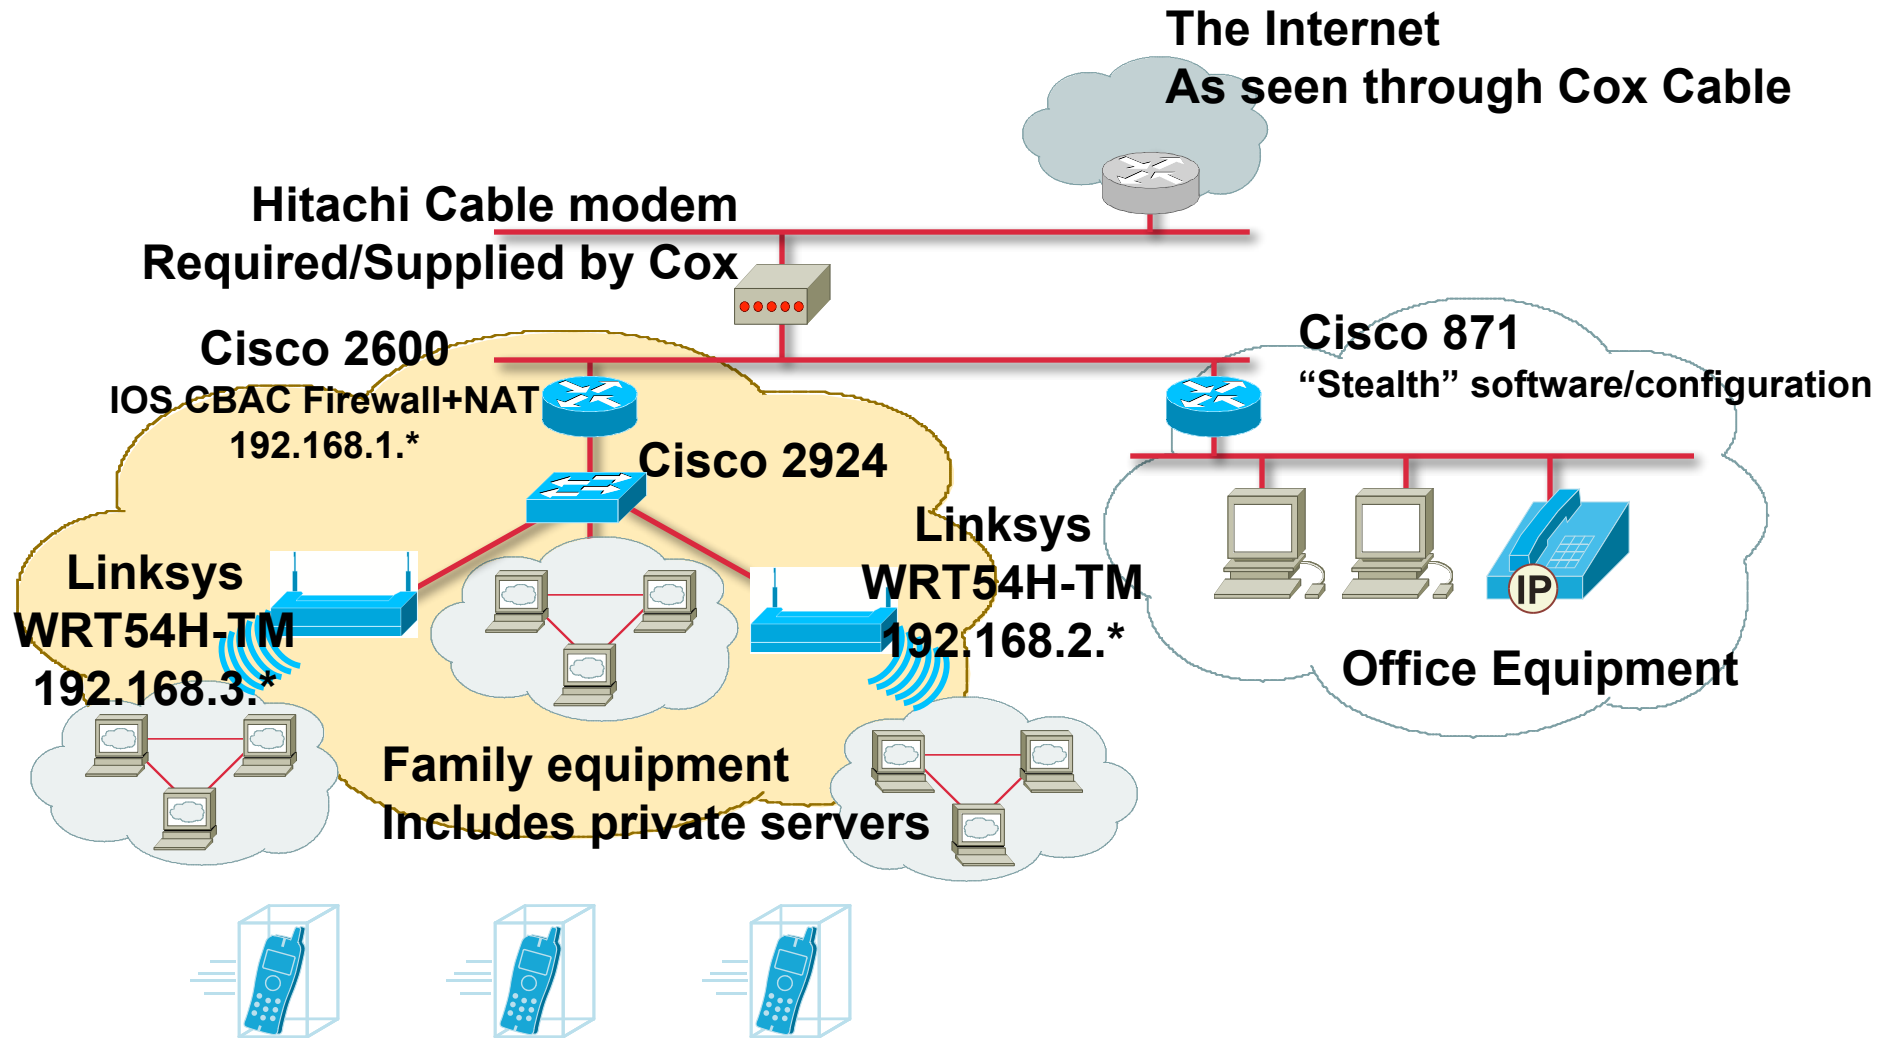 The Internet
As seen through Cox Cable
Hitachi Cable modem
Required/Supplied by Cox
Cisco 2600
IOS CBAC Firewall+NAT
192.168.1.*
Cisco 871
“Stealth” software/configuration
Cisco 2924
Linksys
WRT54H-TM
192.168.3.*
Linksys
WRT54H-TM
192.168.2.*
IP
Office Equipment
Family equipment
Includes private servers